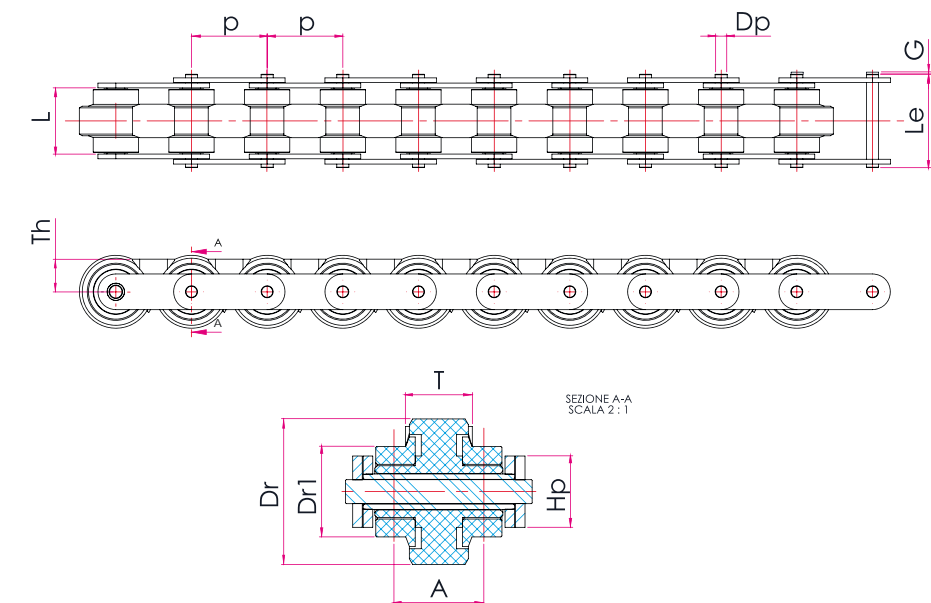 p
p
Dp
G
L
Le
Th
A
A
T
SEZIONE A-A
SCALA 2 : 1
Dr
Dr1
Hp
A